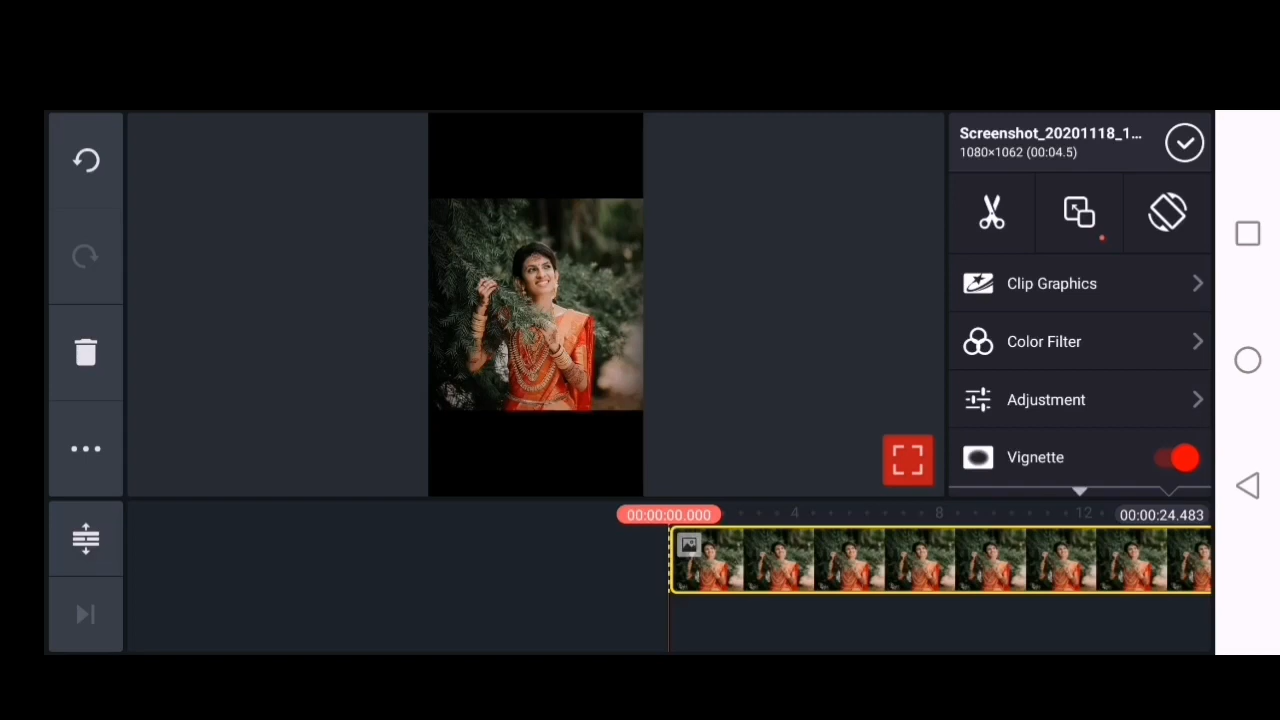 Screenshot_20201118_1...
1080×1062 (00:04.5)
Clip Graphics
Color Filter
Adjustment
Vignette
00:00:00.000
4
8
12
00:00:24.483